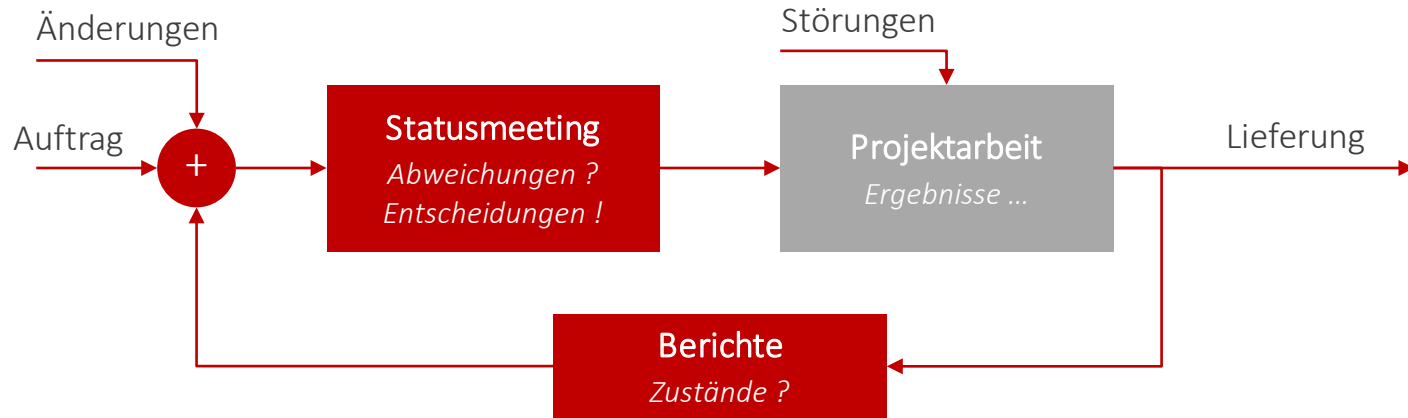 Änderungen
Störungen
Auftrag
+
Statusmeeting
Abweichungen ?
Entscheidungen !
Projektarbeit
Ergebnisse ...
Lieferung
Berichte
Zustände ?